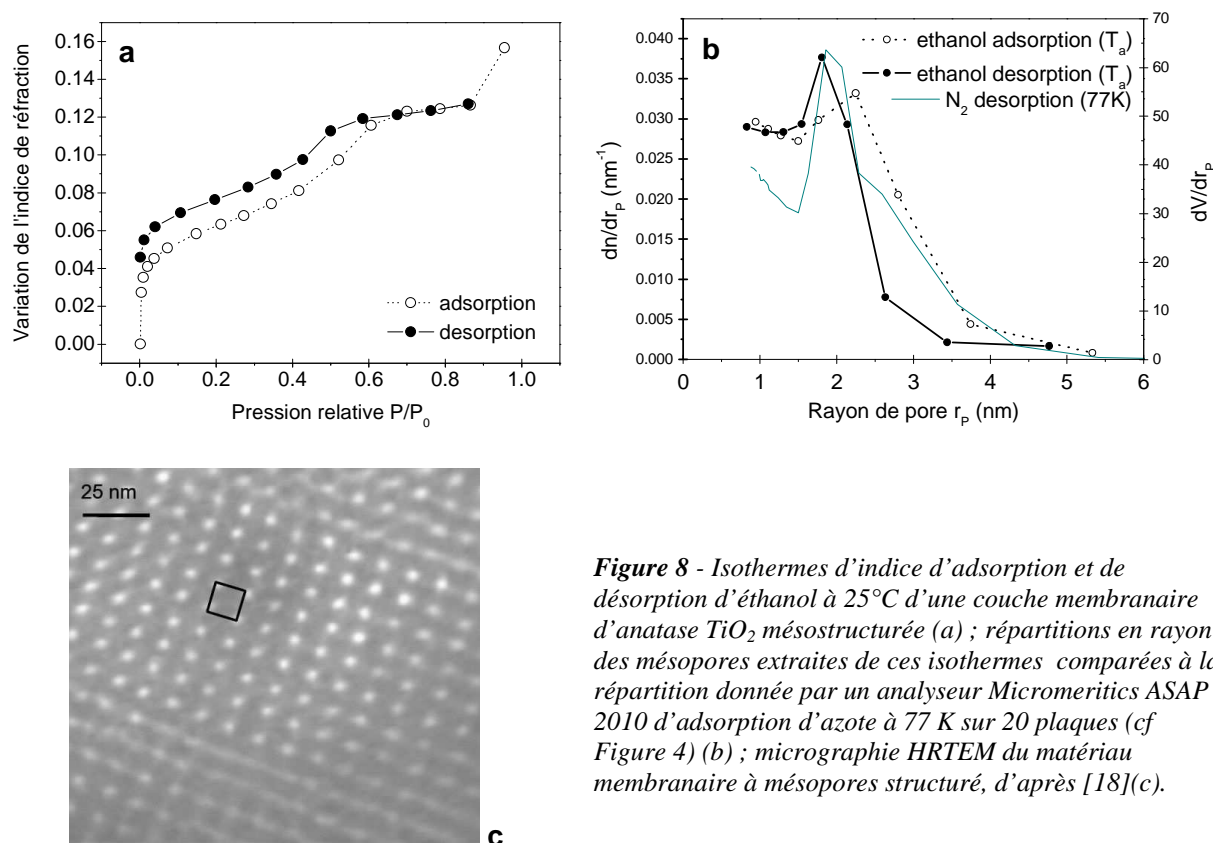 a
0.16
0.14
0.12
0.10
0.08
0.06
0.04
0.02
0.00
Variation de l'indice de réfraction
adsorption
desorption
0.0 0.2 0.4 0.6 0.8 1.0
Pression relative P/P0
b
ethanol adsorption (Ta)
ethanol desorption (Ta)
N2 desorption (77K)
0.040
0.035
0.030
0.025
0.020
0.015
0.010
0.005
0.000
dn/drP (nm-1)
70
60
50
40
30
20
10
0
dV/drP
0 1 2 3 4 5 6
Rayon de pore rP (nm)
25 nm
c
Figure 8 - Isothermes d'indice d'adsorption et de
désorption d'éthanol à 25°C d'une couche membranaire
d'anatase TiO2 mésostructurée (a) ; répartitions en rayon
des mésopores extraites de ces isothermes comparées à la
répartition donnée par un analyseur Micromeritics ASAP
2010 d'adsorption d'azote à 77 K sur 20 plaques (cf
Figure 4) (b) ; micrographie HRTEM du matériau
membranaire à mésopores structuré, d'après [18](c).